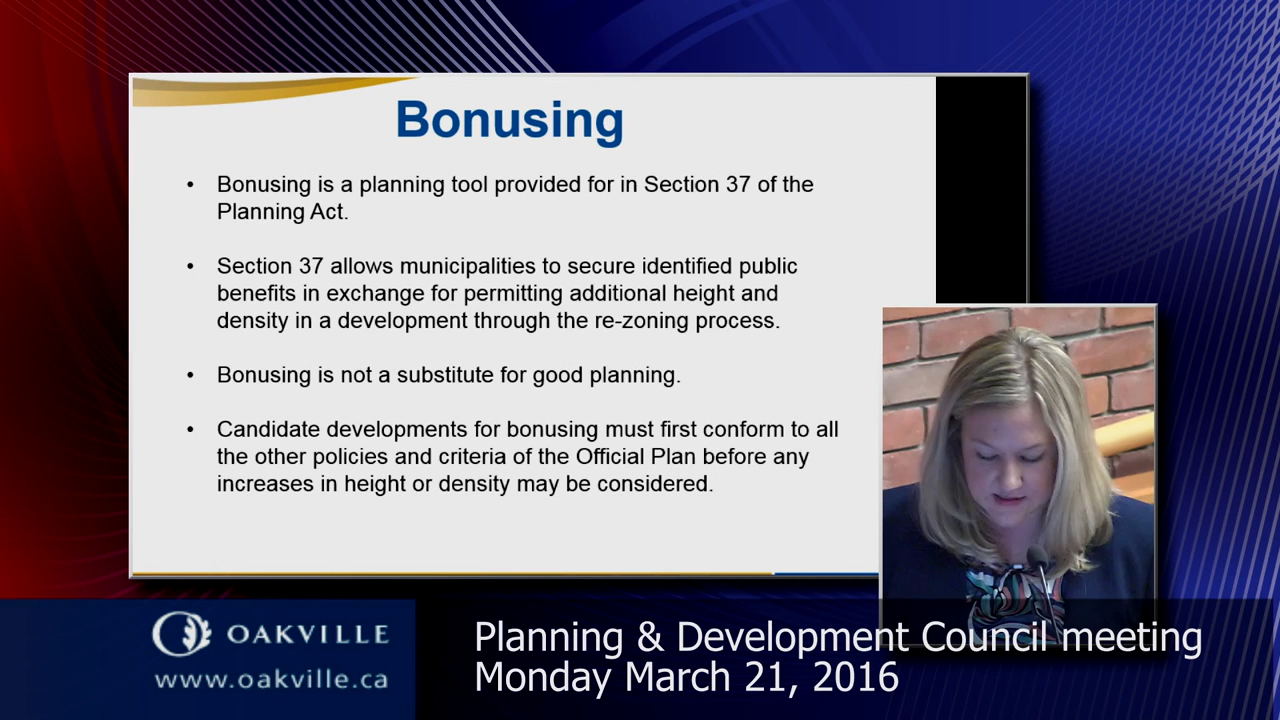 Bonusing
• Bonusing is a planning tool provided for in Section 37 of the
Planning Act.
• Section 37 allows municipalities to secure identified public
benefits in exchange for permitting additional height and
density in a development through the re-zoning process.
• Bonusing is not a substitute for good planning.
• Candidate developments for bonusing must first conform to all
the other policies and criteria of the Official Plan before any
increases in height or density may be considered.
OAKVILLE
www.oakville.ca
Planning & Development Council meeting
Monday March 21, 2016